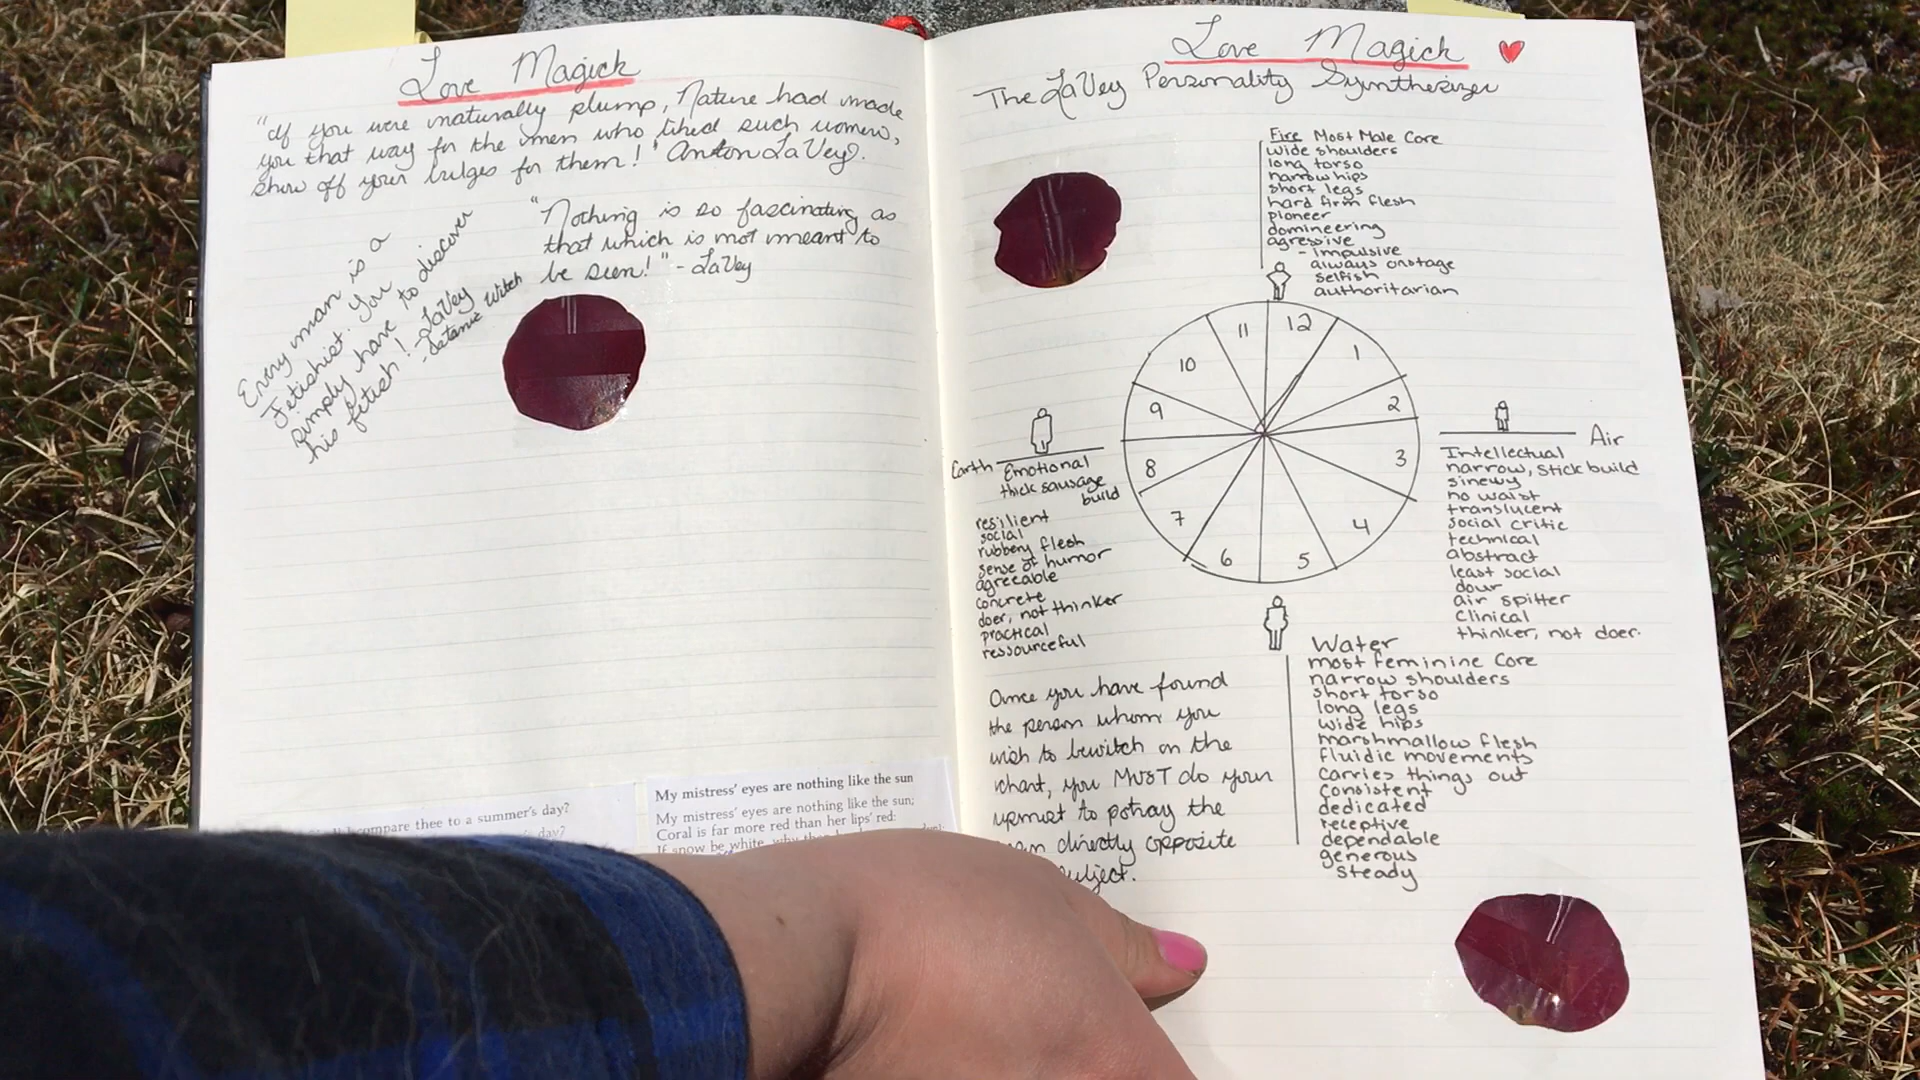 Love Magick
"If you were naturally plump, Nature had made
you that way for the men who liked such women,
show off your bulges for them!" Anton LaVey.
"Nothing is so fascinating as
that which is not meant to
be seen!" - LaVey
Every man is a
Fetishist. You
simply have to discover
his fetish! - LaVey
- Satanic Witch
compare thee to a summer's day?
day?
My mistress' eyes are nothing like the sun
My mistress' eyes are nothing like the sun;
Coral is far more red than her lips' red:
If snow be white, why
Love Magick
The LaVey Personality Synthesizer
Fire Most Male Core
wide shoulders
long torso
narrow hips
short legs
hard firm flesh
pioneer
domineering
agressive
- impulsive
always onstage
selfish
authoritarian
11 12
10 1
9 2
8 3
7 4
6 5
Earth
Emotional
thick sausage
build
resilient
social
rubbery flesh
sense of humor
agreeable
concrete
doer, not thinker
practical
ressourceful
Air
Intellectual
narrow, stick build
sinewy
no waist
translucent
social critic
technical
abstract
least social
dour
air spitter
clinical
thinker, not doer.
Water
most feminine core
narrow shoulders
short torso
long legs
wide hips
marshmallow flesh
fluidic movements
carries things out
consistent
dedicated
receptive
dependable
generous
steady
Once you have found
the person whom you
wish to bewitch on the
chart, you MUST do your
upmost to potray the
directly opposite